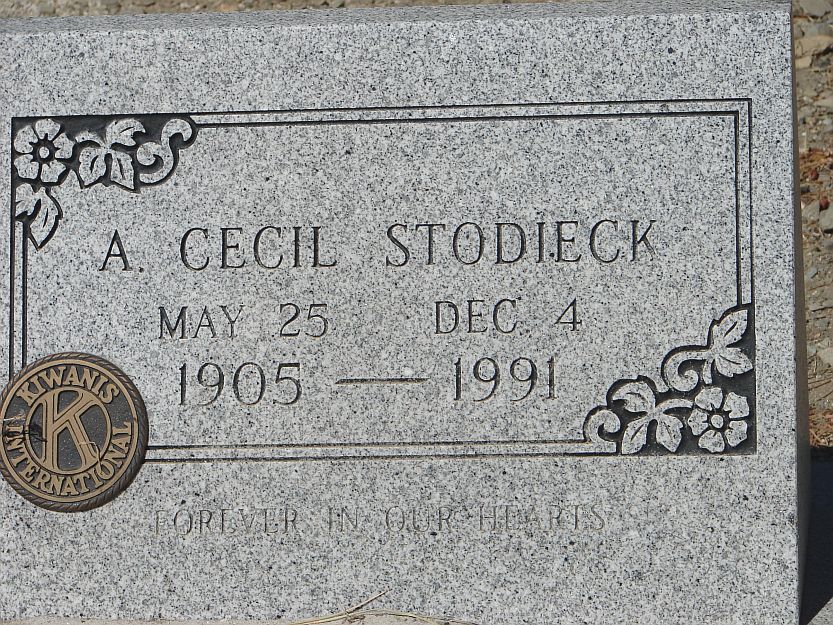 A. CECIL STODIECK
MAY 25 DEC 4
1905 — 1991
KIWANIS
K
INTERNATIONAL
FOREVER IN OUR HEARTS